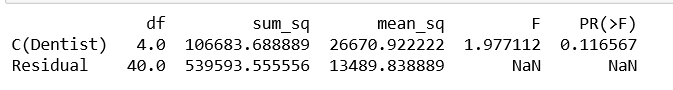 df sum_sq mean_sq F PR(>F)
C(Dentist) 4.0 106683.688889 26670.922222 1.977112 0.116567
Residual 40.0 539593.555556 13489.838889 NaN NaN